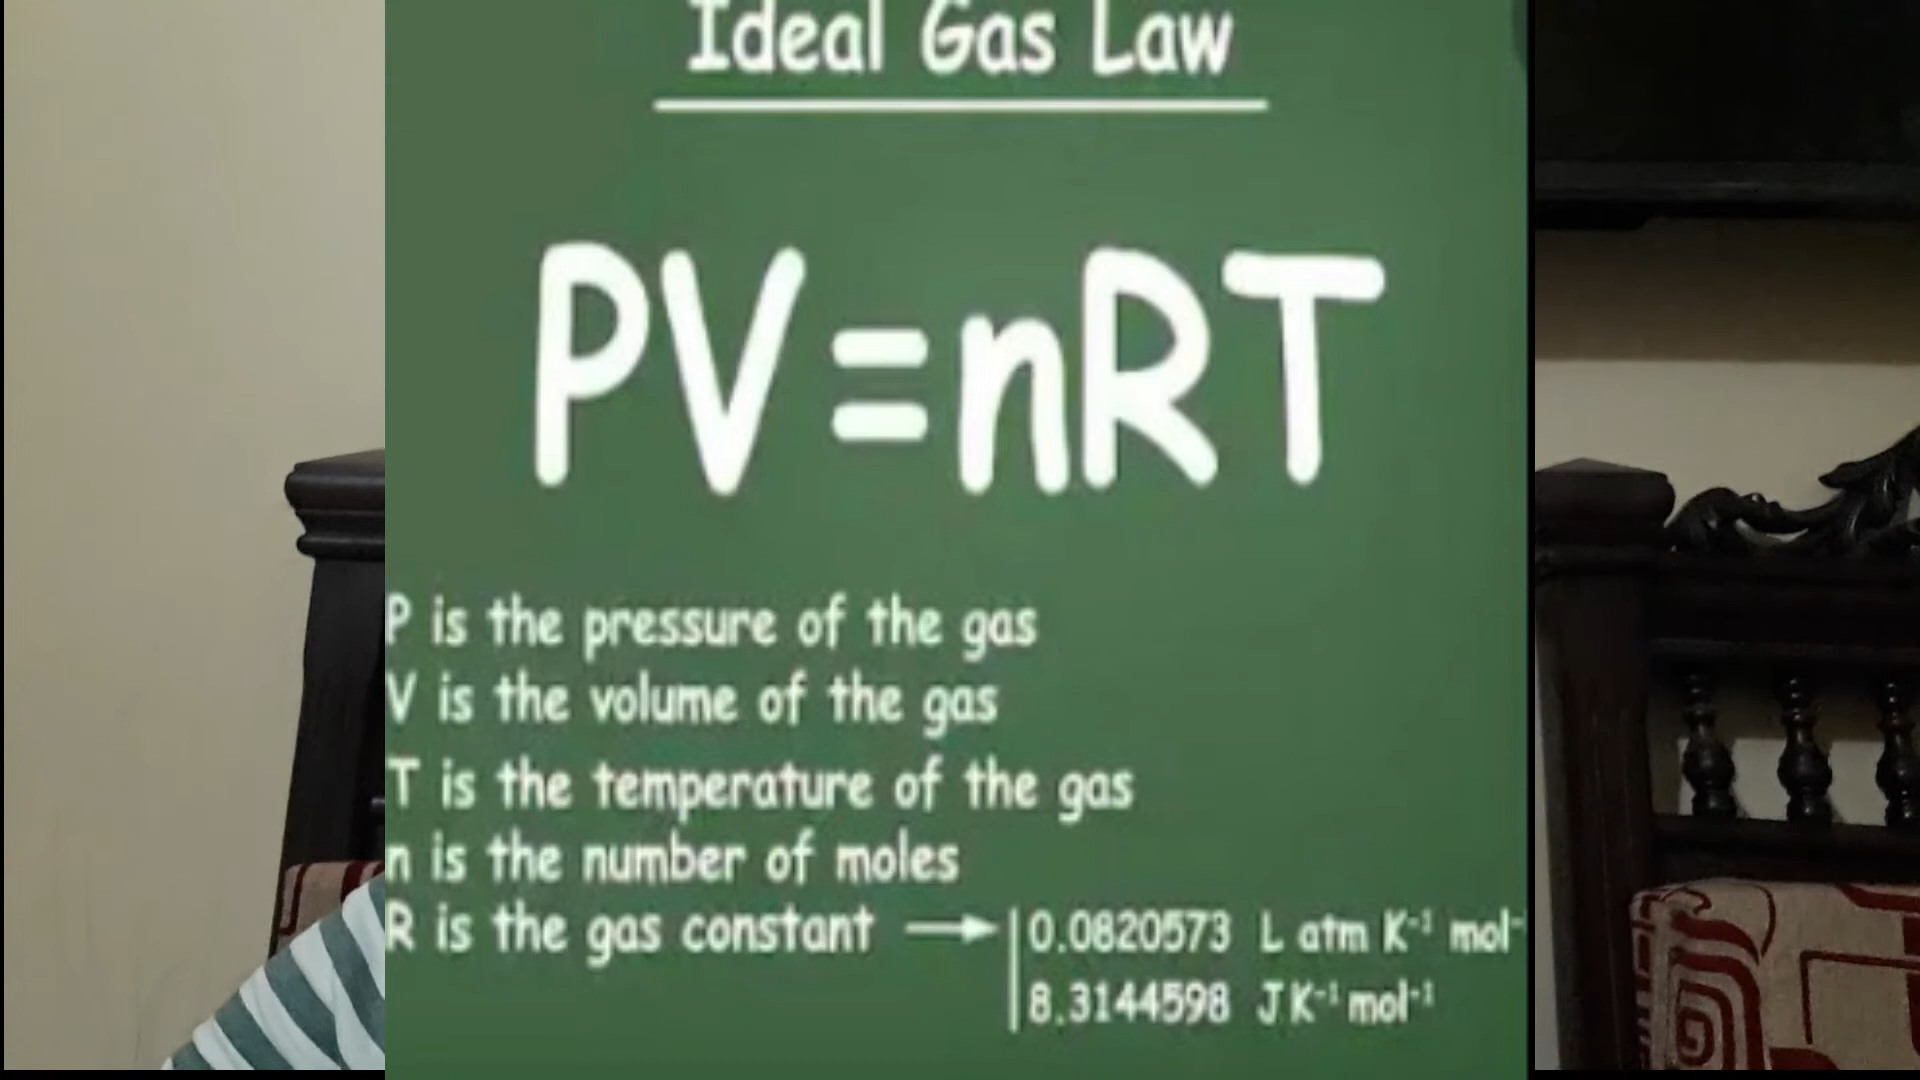 Ideal Gas Law
PV=nRT
P is the pressure of the gas
V is the volume of the gas
T is the temperature of the gas
n is the number of moles
R is the gas constant → 0.0820573 L atm K⁻¹ mol⁻
8.3144598 J K⁻¹ mol⁻¹